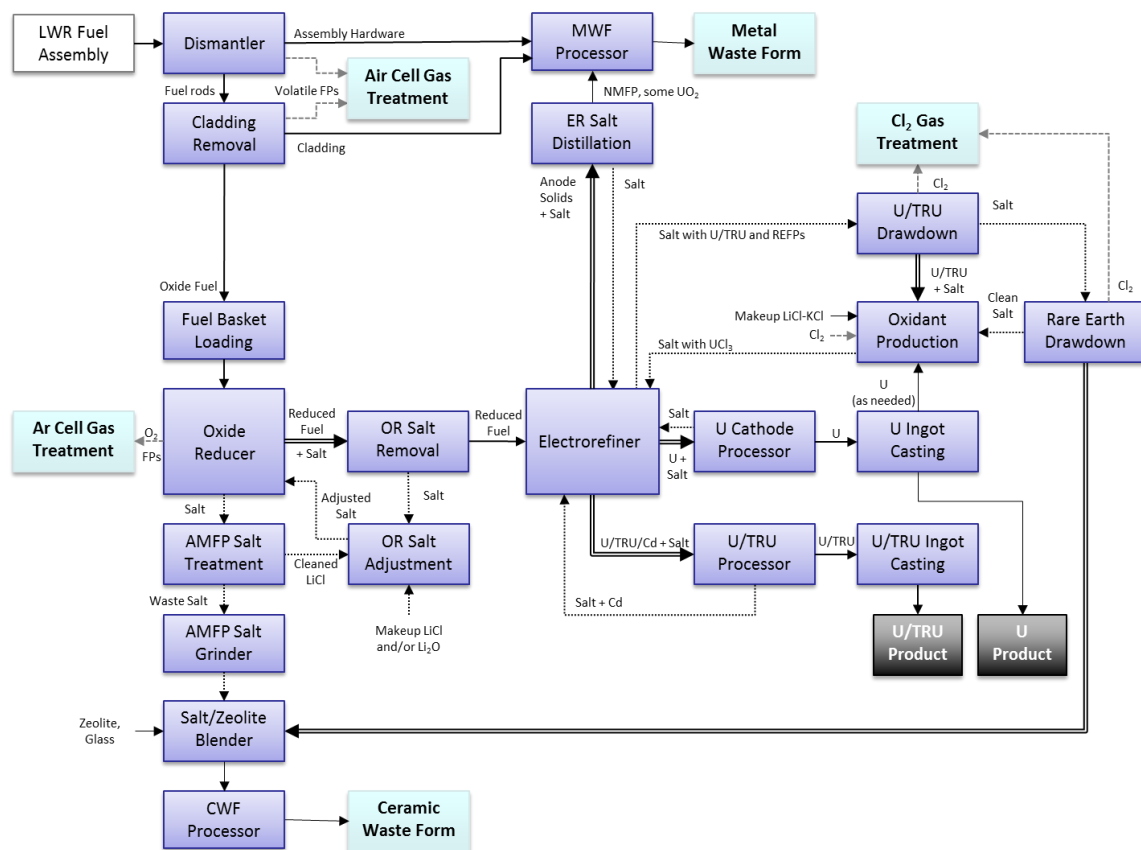 LWR Fuel
Assembly
Dismantler
Assembly Hardware
MWF
Processor
Metal
Waste Form
Fuel rods
Volatile FPs
Air Cell Gas
Treatment
NMFP, some UO₂
Cladding
Removal
Cladding
ER Salt
Distillation
Cl₂ Gas
Treatment
Anode
Solids
+ Salt
Salt
Cl₂
U/TRU
Drawdown
Salt
Salt with U/TRU and REFPs
U/TRU
+ Salt
Cl₂
Oxide Fuel
Fuel Basket
Loading
Makeup LiCl-KCl
Cl₂
Oxidant
Production
Clean
Salt
Rare Earth
Drawdown
Salt with UCl₃
U
(as needed)
Ar Cell Gas
Treatment
O₂
FPs
Oxide
Reducer
Reduced
Fuel
+ Salt
OR Salt
Removal
Reduced
Fuel
Electrorefiner
Salt
U +
Salt
U Cathode
Processor
U
U Ingot
Casting
Salt
Adjusted
Salt
Salt
AMFP Salt
Treatment
Cleaned
LiCl
OR Salt
Adjustment
U/TRU/Cd + Salt
U/TRU
Processor
U/TRU
U/TRU Ingot
Casting
Waste Salt
Salt + Cd
AMFP Salt
Grinder
Makeup LiCl
and/or Li₂O
U/TRU
Product
U
Product
Zeolite,
Glass
Salt/Zeolite
Blender
CWF
Processor
Ceramic
Waste Form